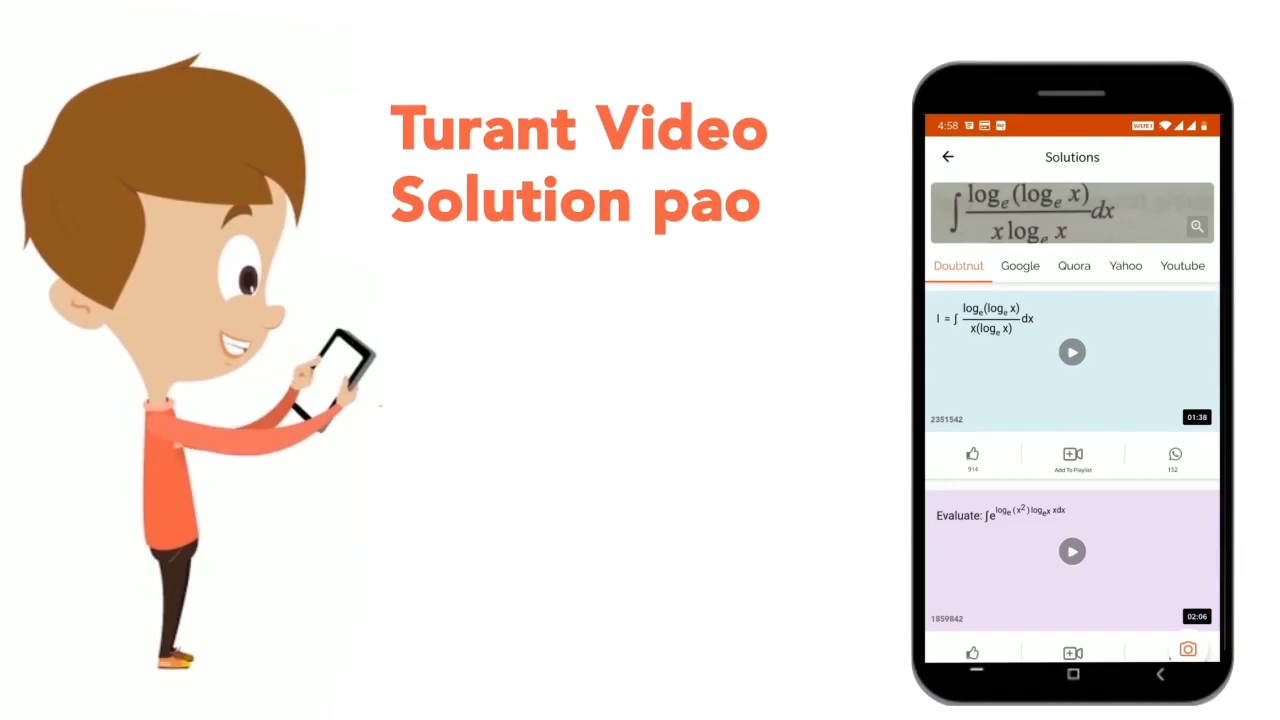 Turant Video
Solution pao
4:58
VoLTE1
Solutions
∫ logₑ(logₑ x) / x logₑ x dx
Doubtnut Google Quora Yahoo Youtube
I = ∫ logₑ(logₑ x) / x(logₑ x) dx
2351542 01:38
914 Add To Playlist 152
Evaluate: ∫e^logₑ(x²)logₑx xdx
1859842 02:06